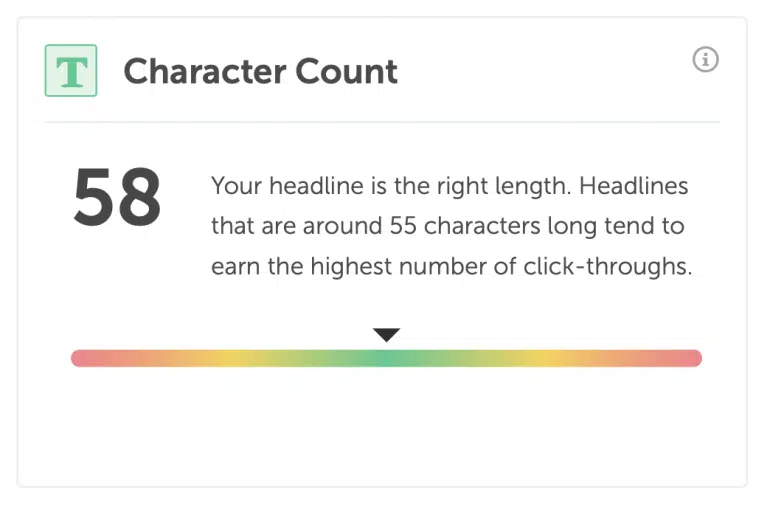 T Character Count
58
Your headline is the right length. Headlines
that are around 55 characters long tend to
earn the highest number of click-throughs.